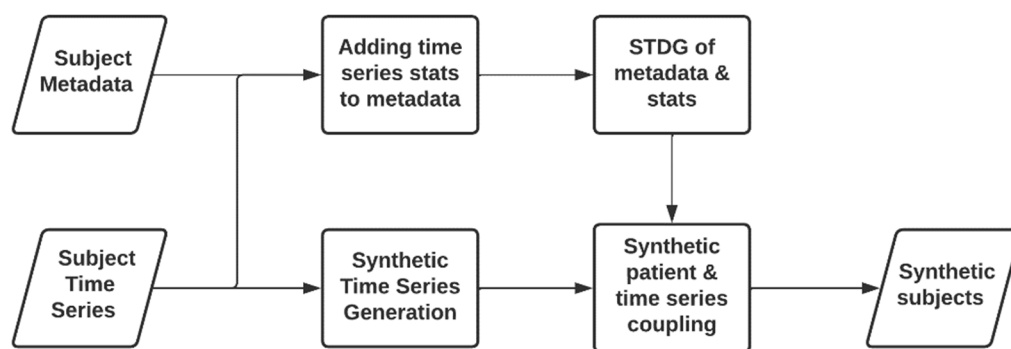 Subject
Metadata
Adding time
series stats
to metadata
STDG of
metadata &
stats
Subject
Time
Series
Synthetic
Time Series
Generation
Synthetic
patient &
time series
coupling
Synthetic
subjects